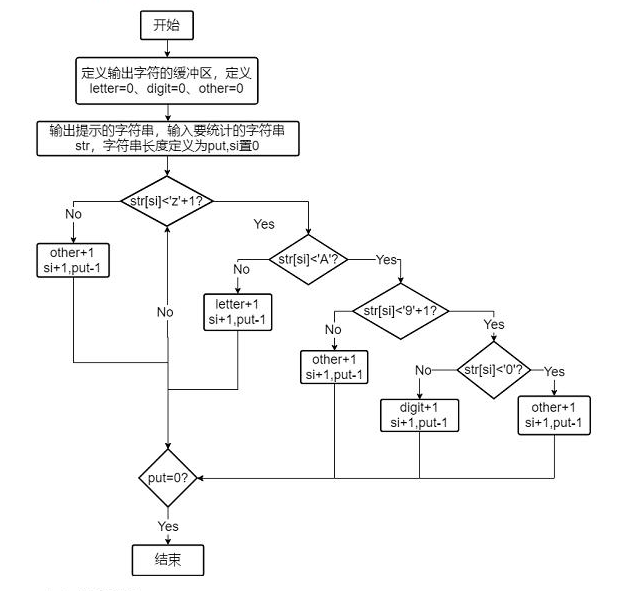 开始
定义输出字符的缓冲区，定义
letter=0、digit=0、other=0
输出提示的字符串，输入要统计的字符串
str，字符串长度定义为put,si置0
str[si]<'z'+1?
No
Yes
other+1
si+1,put-1
str[si]<'A'?
No
Yes
letter+1
si+1,put-1
No
str[si]<'9'+1?
No
Yes
other+1
si+1,put-1
str[si]<'0'?
No
Yes
digit+1
si+1,put-1
other+1
si+1,put-1
put=0?
Yes
结束